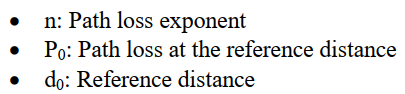 • n: Path loss exponent
• P₀: Path loss at the reference distance
• d₀: Reference distance